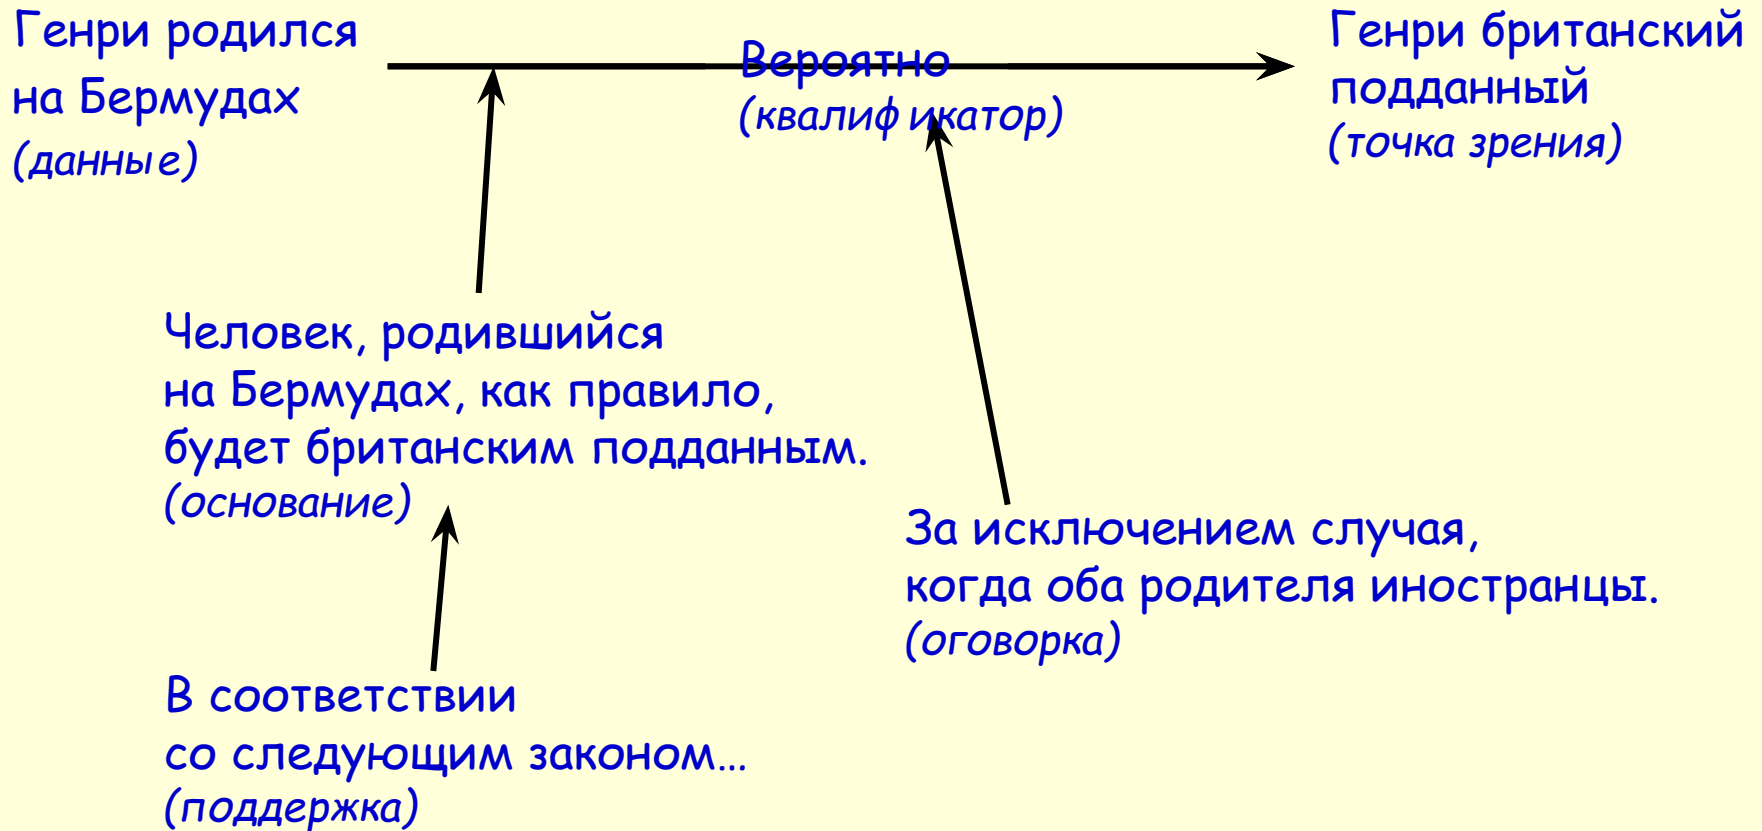 Генри родился
на Бермудах
(данные)
Вероятно
(квалификатор)
Генри британский
подданный
(точка зрения)
Человек, родившийся
на Бермудах, как правило,
будет британским подданным.
(основание)
За исключением случая,
когда оба родителя иностранцы.
(оговорка)
В соответствии
со следующим законом...
(поддержка)